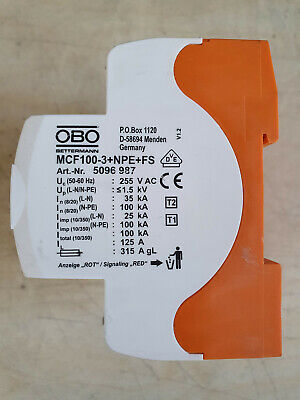 OBO
BETTERMANN
P.O.Box 1120
D-58694 Menden
Germany
V1.2
MCF100-3+NPE+FS
Art.-Nr. 5096 987
Uc (50-60 Hz) : 255 V AC
Up (L-N/N-PE) : ≤1.5 kV
In (8/20) (L-N) : 35 kA
In (8/20) (N-PE) : 100 kA
Iimp (10/350) (L-N) : 25 kA
Iimp (10/350) (N-PE) : 100 kA
Itotal (10/350) : 100 kA
: 125 A
: 315 A gL
T2
T1
Anzeige „ROT" / Signaling „RED"